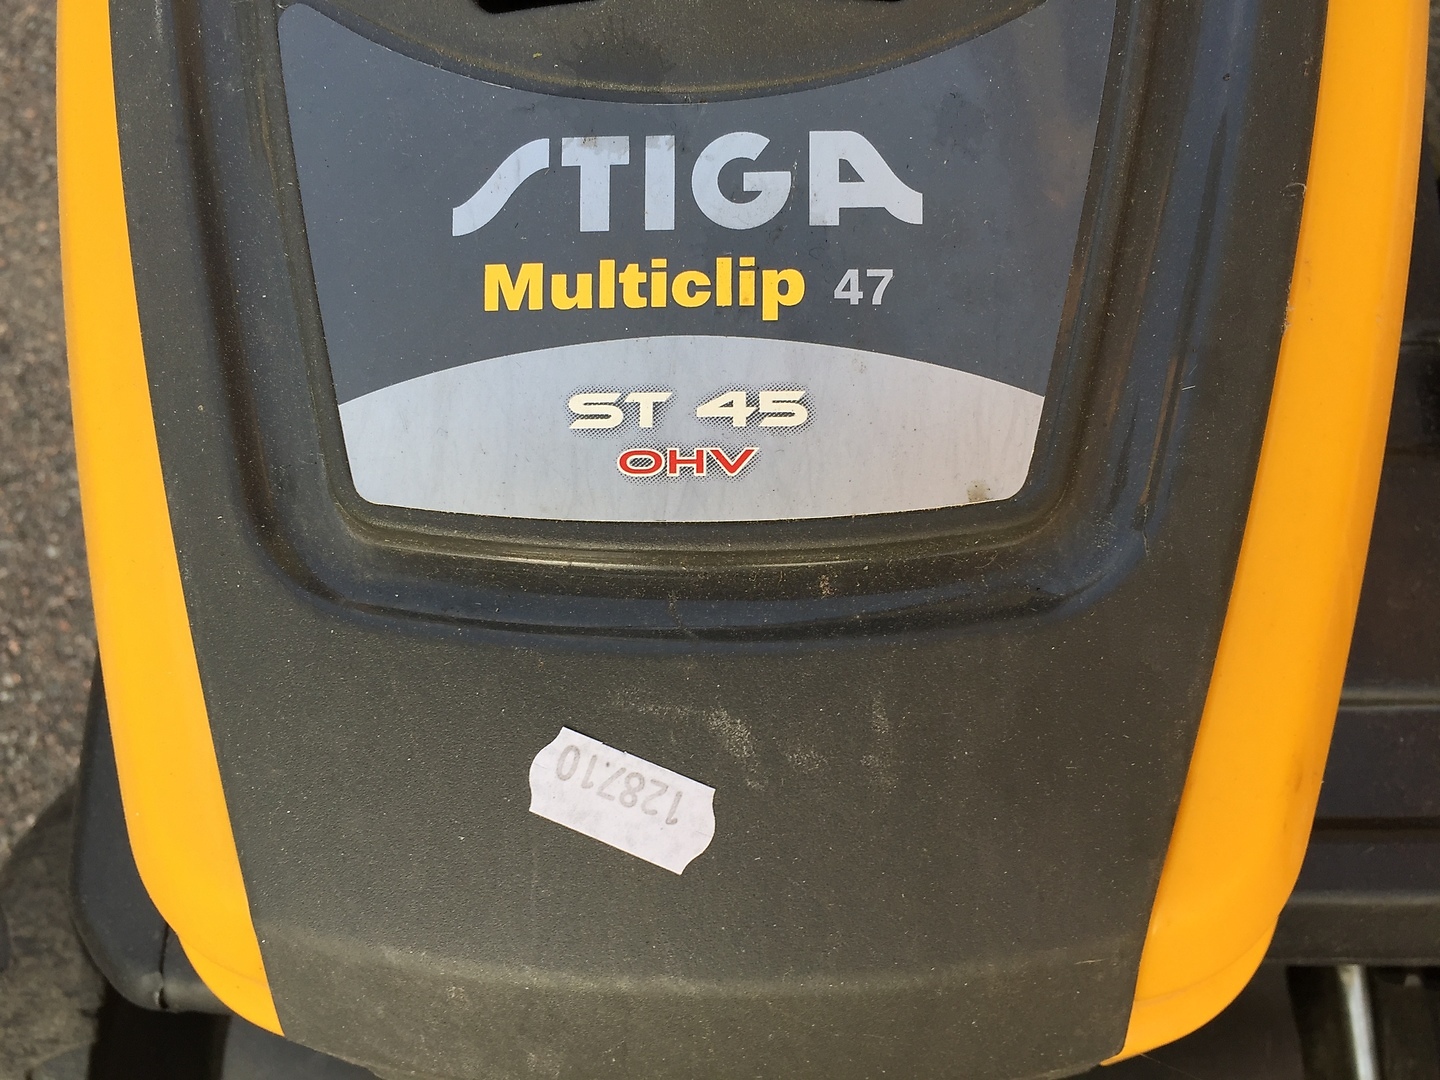 STIGA
Multiclip 47
ST 45
OHV
1287.10